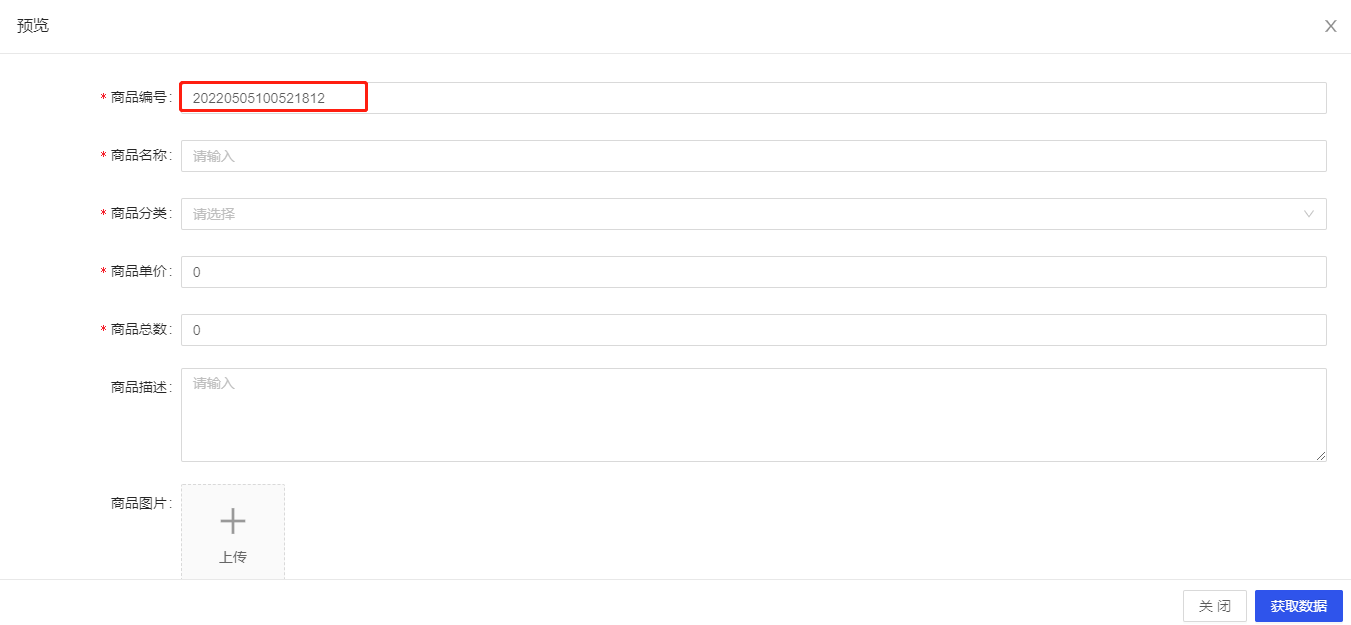 预览
* 商品编号: 20220505100521812
* 商品名称: 请输入
* 商品分类: 请选择
* 商品单价: 0
* 商品总数: 0
商品描述: 请输入
商品图片:
上传
关 闭 获取数据